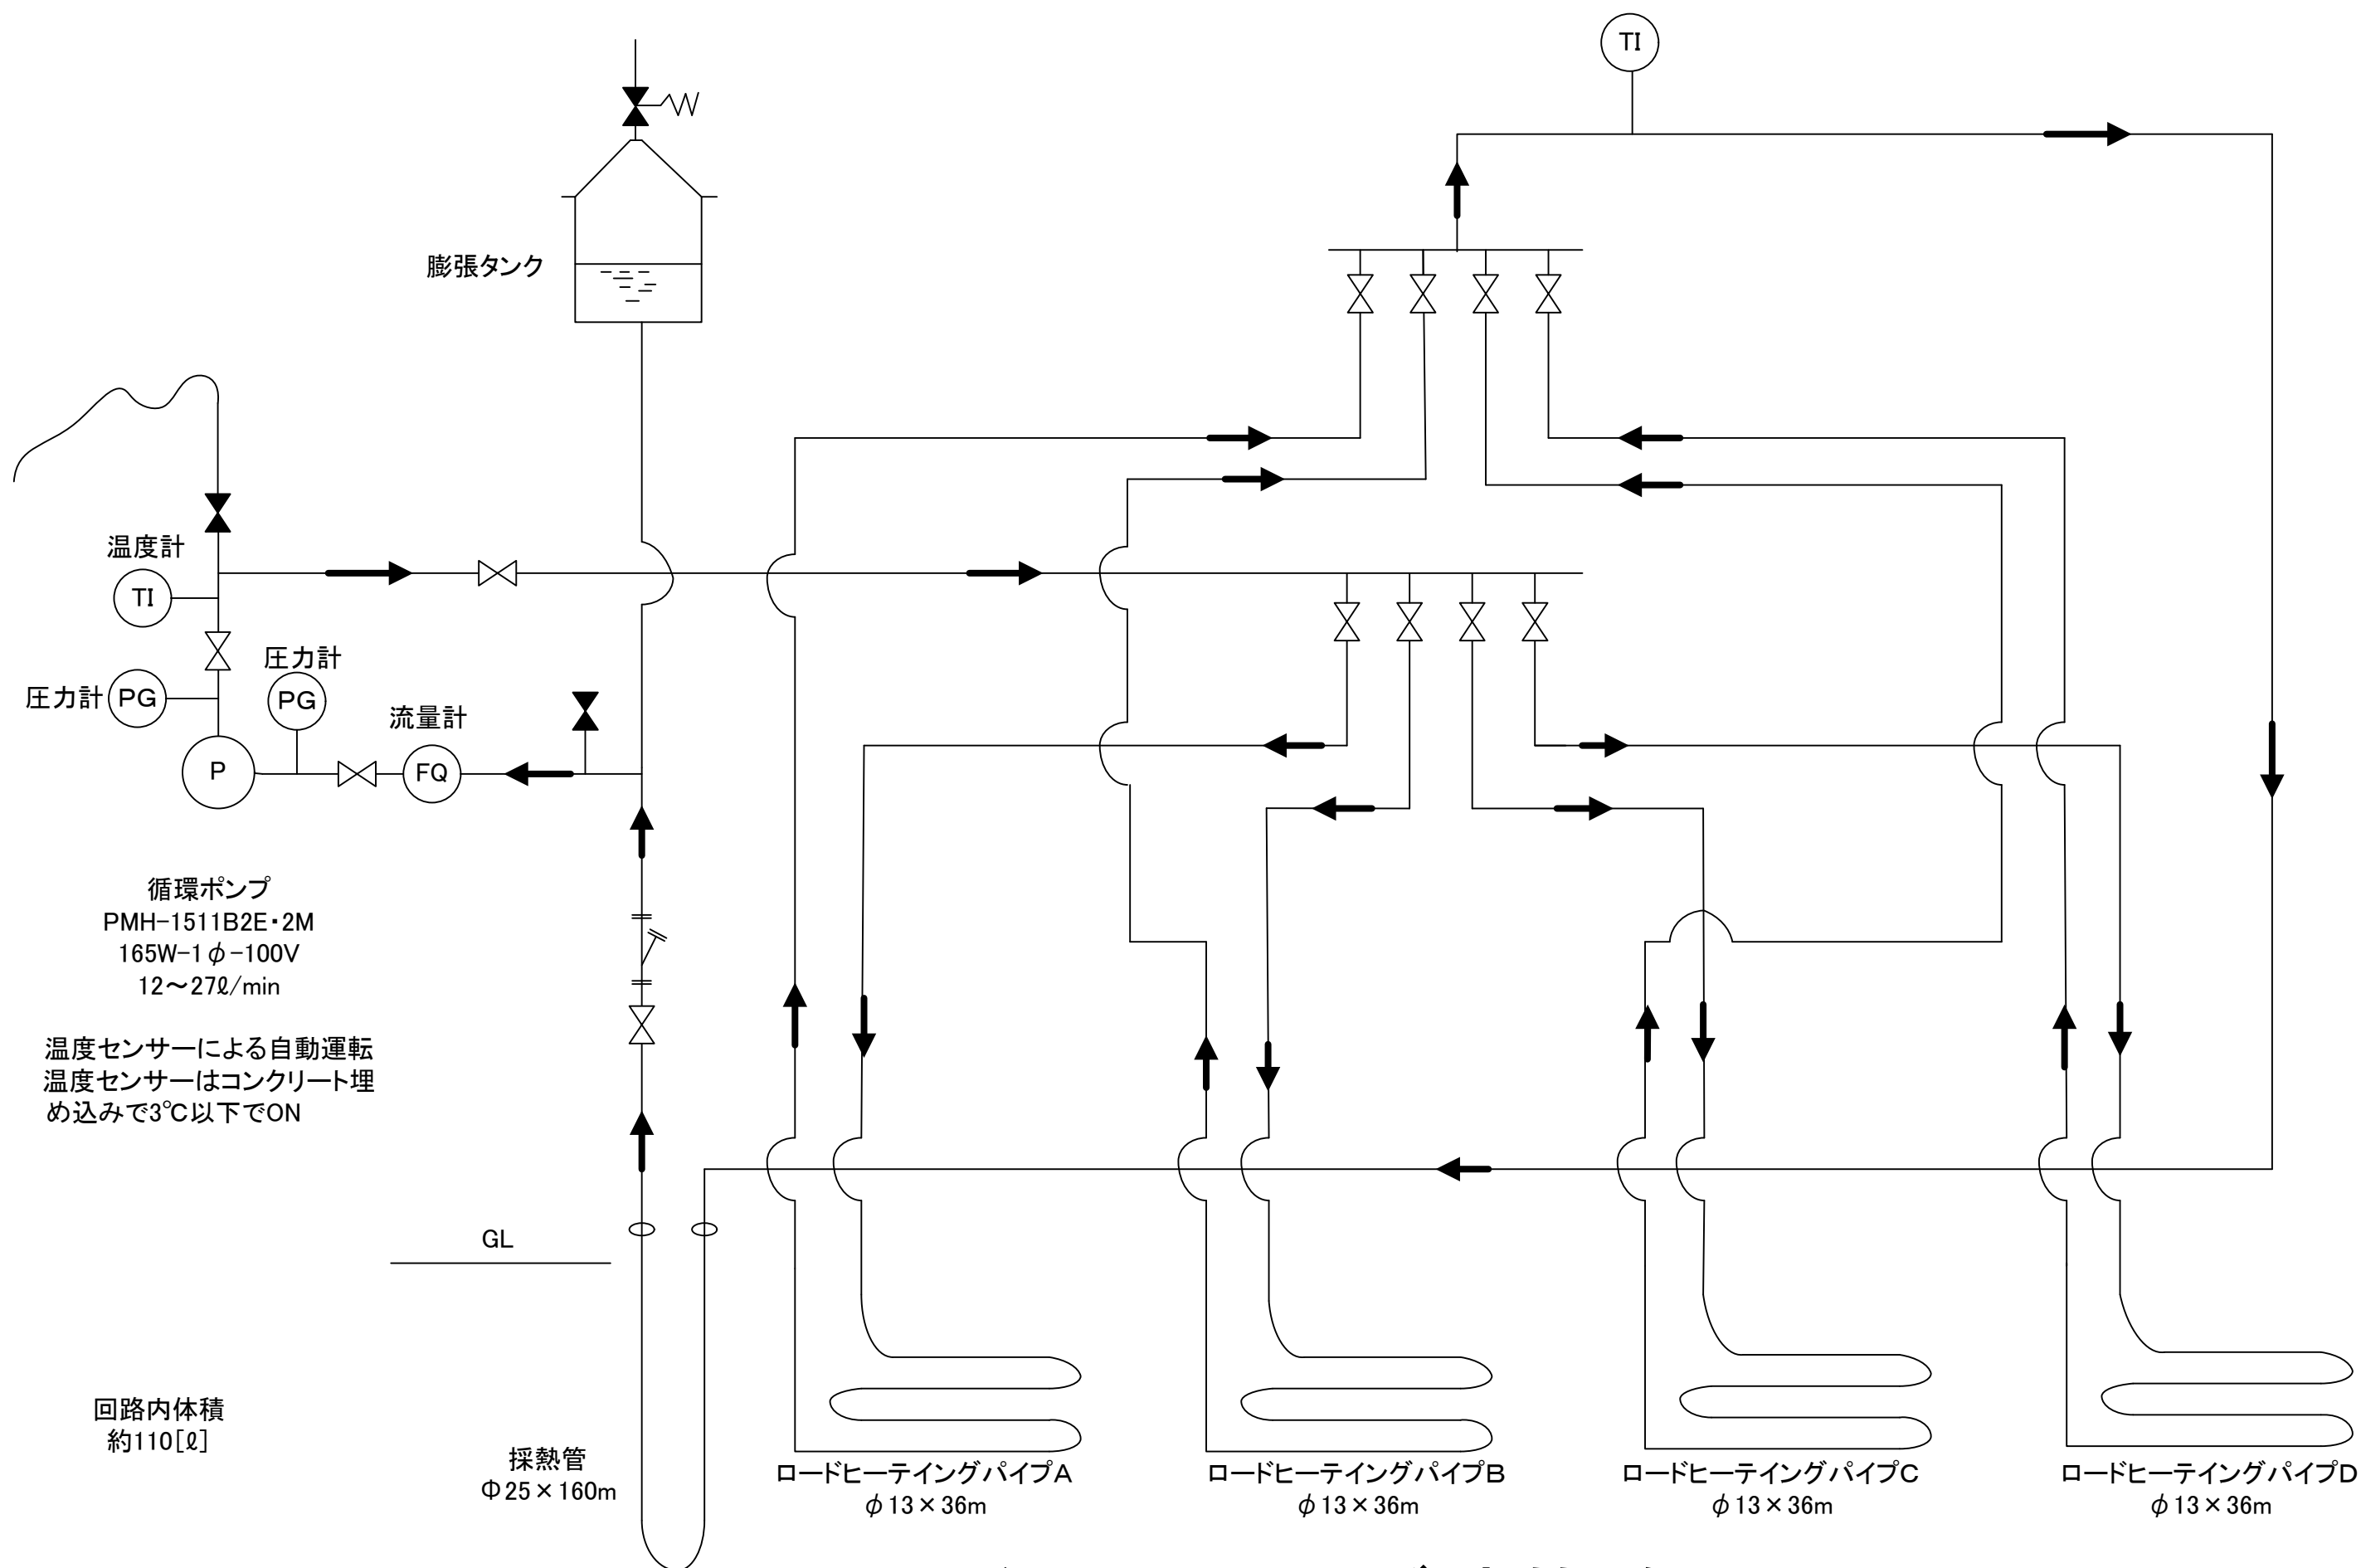 TI
膨張タンク
温度計
TI
圧力計
圧力計
PG
PG
流量計
P
FQ
循環ポンプ
PMH-1511B2E・2M
165W-1φ-100V
12～27ℓ/min
温度センサーによる自動運転
温度センサーはコンクリート埋
め込みで3℃以下でON
GL
回路内体積
約110[ℓ]
採熱管
Φ25×160m
ロードヒーテイングパイプA
φ13×36m
ロードヒーテイングパイプB
φ13×36m
ロードヒーテイングパイプC
φ13×36m
ロードヒーテイングパイプD
φ13×36m